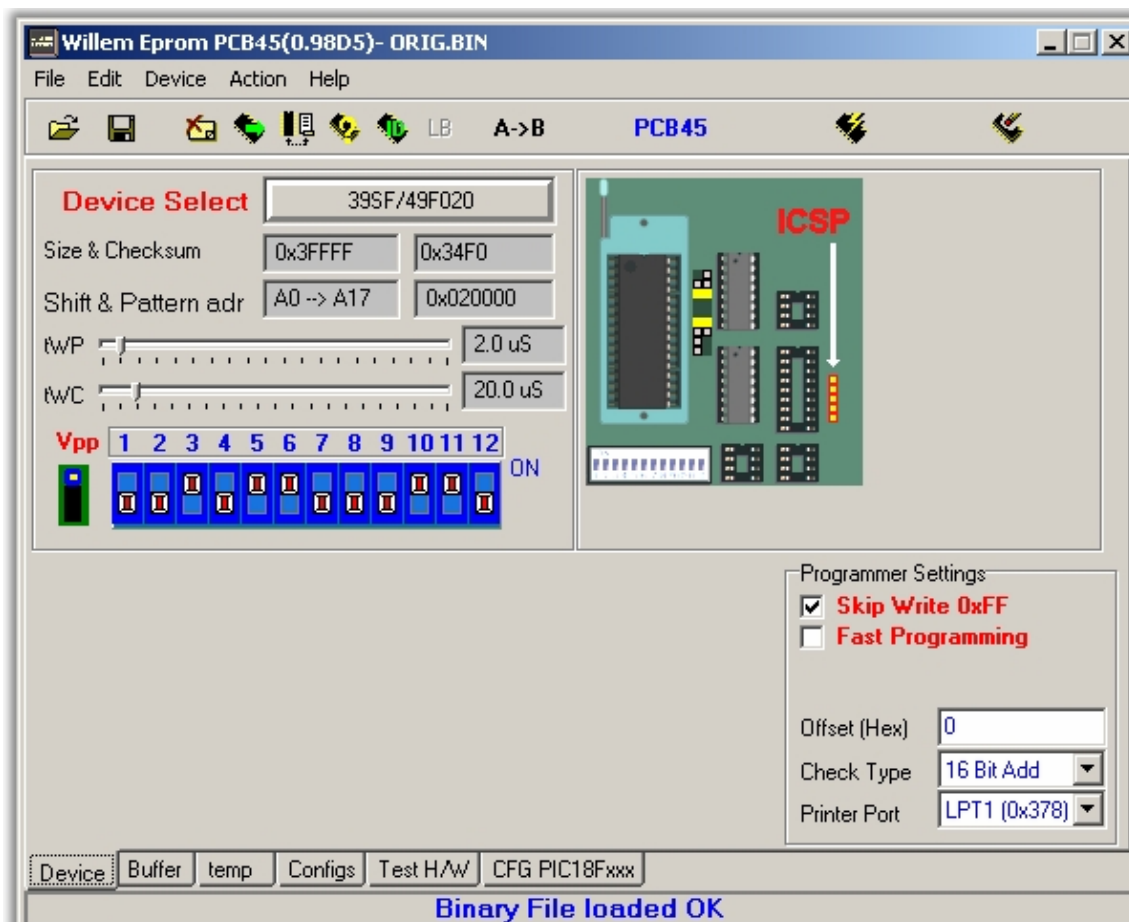 Willem Eprom PCB45(0.98D5)- ORIG.BIN
File Edit Device Action Help
LB A->B PCB45
Device Select 39SF/49F020
Size & Checksum 0x3FFFF 0x34F0
Shift & Pattern adr A0 --> A17 0x020000
tWP 2.0 uS
tWC 20.0 uS
Vpp 1 2 3 4 5 6 7 8 9 10 11 12
ON
ICSP
Programmer Settings
Skip Write 0xFF
Fast Programming
Offset (Hex) 0
Check Type 16 Bit Add
Printer Port LPT1 (0x378)
Device Buffer temp Configs Test H/W CFG PIC18Fxxx
Binary File loaded OK